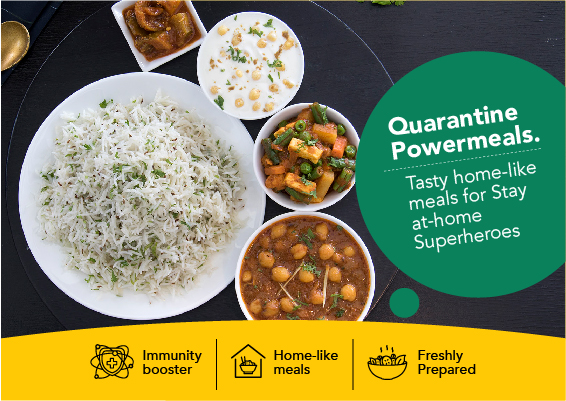 Quarantine
Powermeals.
Tasty home-like
meals for Stay
at-home
Superheroes
Immunity
booster
Home-like
meals
Freshly
Prepared